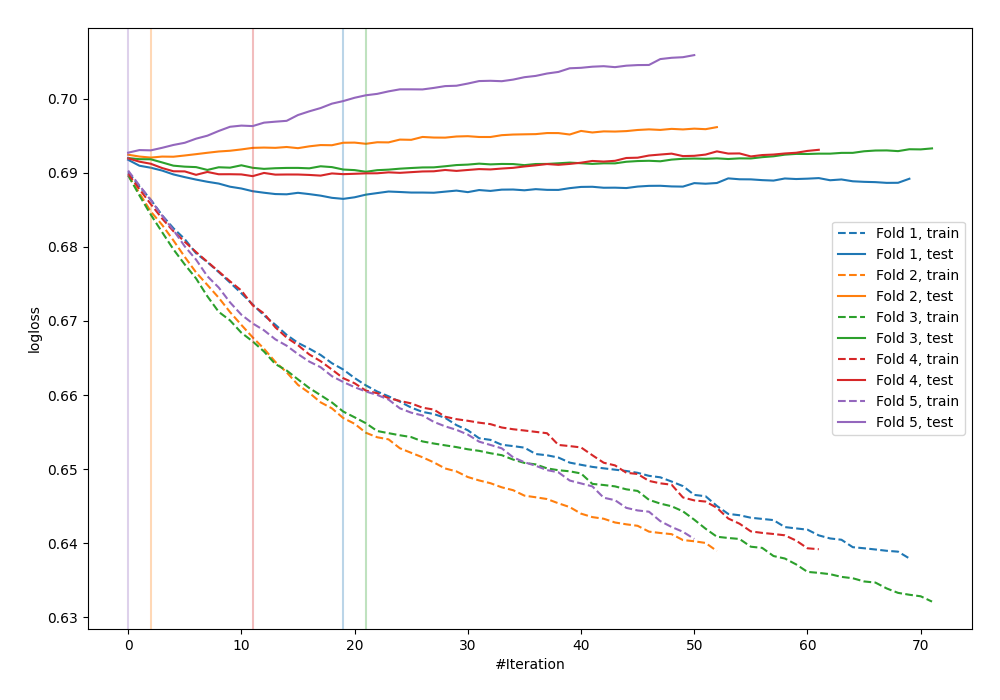 0.70
0.69
0.68
0.67
0.66
0.65
0.64
0.63
logloss
0 10 20 30 40 50 60 70
#Iteration
Fold 1, train
Fold 1, test
Fold 2, train
Fold 2, test
Fold 3, train
Fold 3, test
Fold 4, train
Fold 4, test
Fold 5, train
Fold 5, test